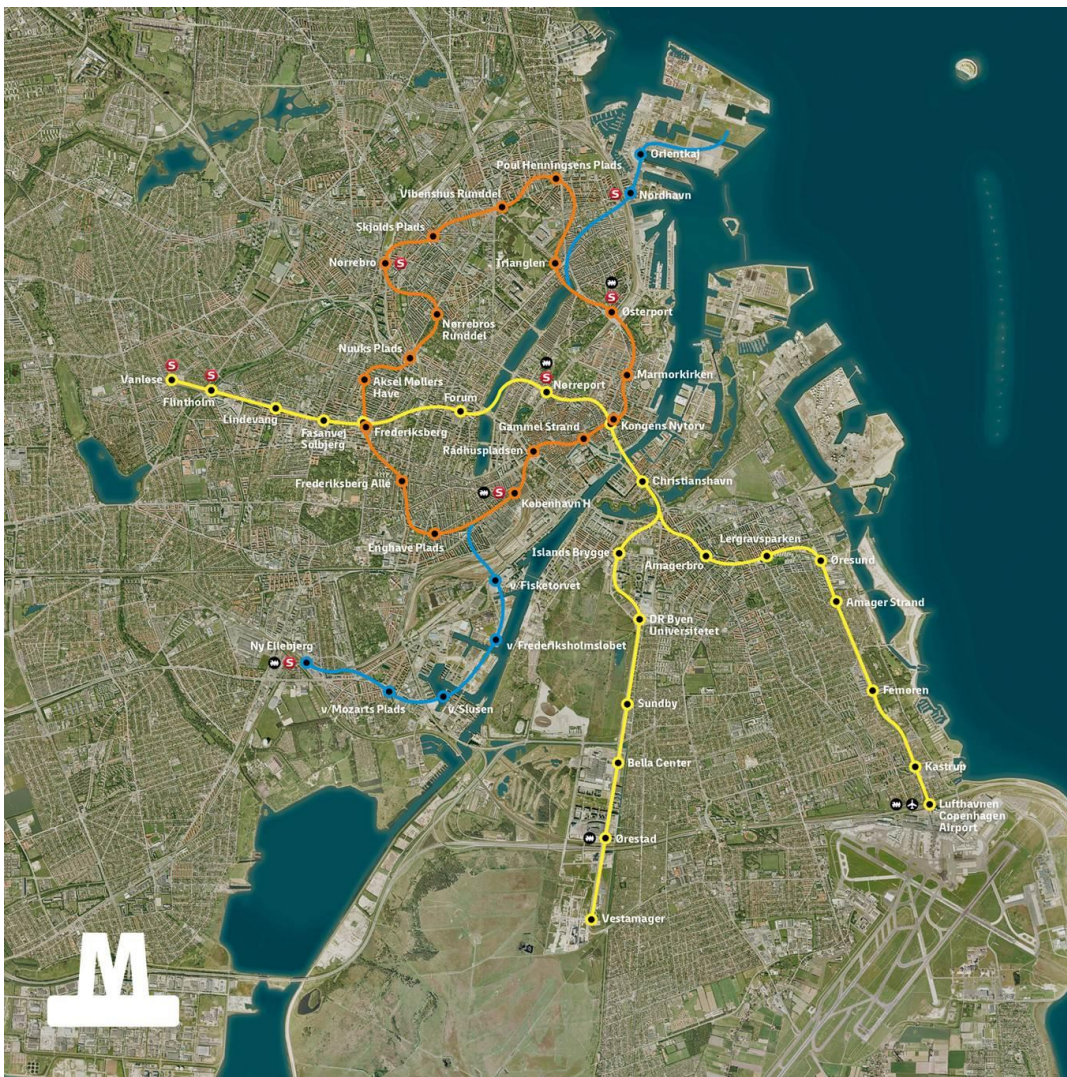 Orientkaj
Poul Henningsens Plads
Nordhavn
S
Vibenshus Runddel
Skjolds Plads
Nørrebro
S
Trianglen
S
Østerport
Nørrebros
Runddel
Nuuks Plads
S
Vanløse
S
Flintholm
Aksel Møllers
Have
Marmorkirken
S
Nørreport
Forum
Lindevang
Fasanvej
Solbjerg
Frederiksberg
Gammel Strand
Kongens Nytorv
Rådhuspladsen
Frederiksberg Allé
Christianshavn
S
København H
Enghave Plads
Islands Brygge
Lergravsparken
Amagerbro
Øresund
v/Fisketorvet
Amager Strand
DR Byen
Universitetet
v/Frederiksholmsløbet
Ny Ellebjerg
S
v/Mozarts Plads
v/Slusen
Sundby
Femøren
Bella Center
Kastrup
Lufthavnen
Copenhagen
Airport
Ørestad
Vestamager
M